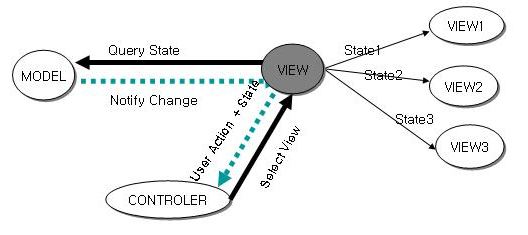 Query State
VIEW1
State1
MODEL
VIEW
State2
VIEW2
Notify Change
User Action + State
Select View
State3
VIEW3
CONTROLER